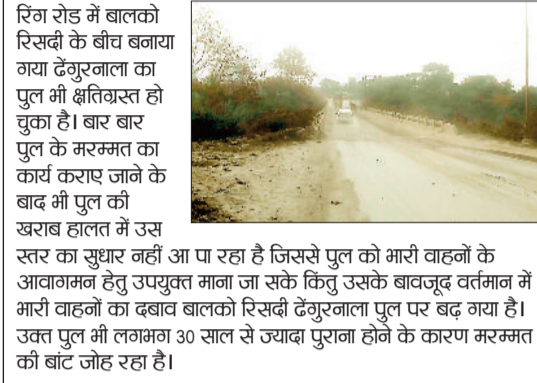 रिंग रोड में बालको
रिसदी के बीच बनाया
गया ढेंगुरनाला का
पुल भी क्षतिग्रस्त हो
चुका है। बार बार
पुल के मरम्मत का
कार्य कराए जाने के
बाद भी पुल की
खराब हालत में उस
स्तर का सुधार नहीं आ पा रहा है जिससे पुल को भारी वाहनों के
आवागमन हेतु उपयुक्त माना जा सके किंतु उसके बावजूद वर्तमान में
भारी वाहनों का दबाव बालको रिसदी ढेंगुरनाला पुल पर बढ़ गया है।
उक्त पुल भी लगभग 30 साल से ज्यादा पुराना होने के कारण मरम्मत
की बांट जोह रहा है।